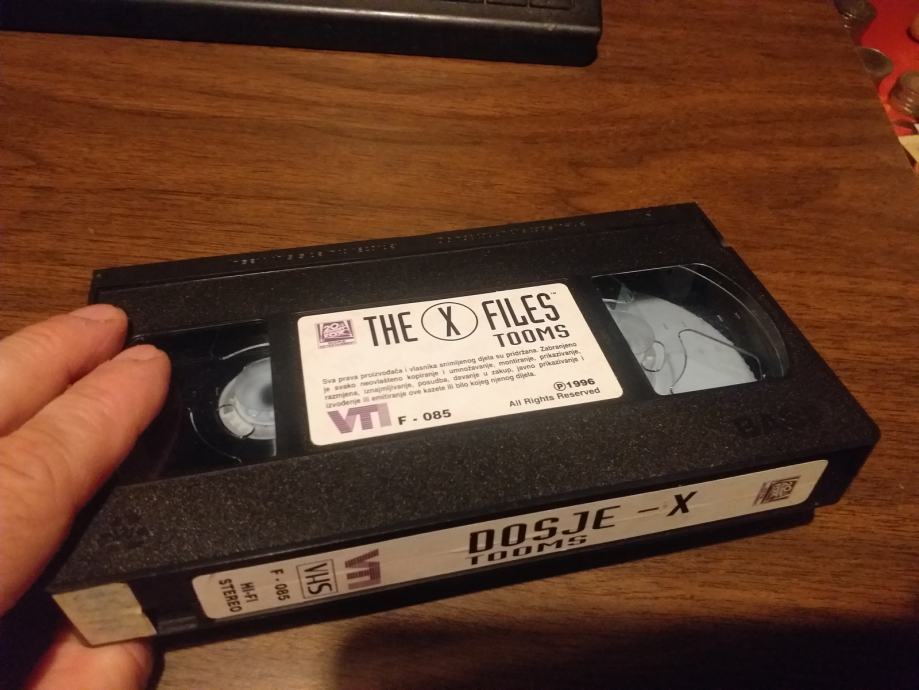 THE X FILES™
TOOMS
Sva prava proizvođača i vlasnika snimljenog djela su pridržana. Zabranjeno
je svako neovlašteno kopiranje i umnožavanje, montiranje, prikazivanje,
razmjena, iznajmljivanje, posudba, davanje u zakup, javno prikazivanje i
izvođenje ili emitiranje ove kazete ili bilo kojeg njenog dijela.
VTI F - 085
℗1996
All Rights Reserved
DOSJE - X
TOOMS
VTI
VHS
F - 085
HI-FI
STEREO